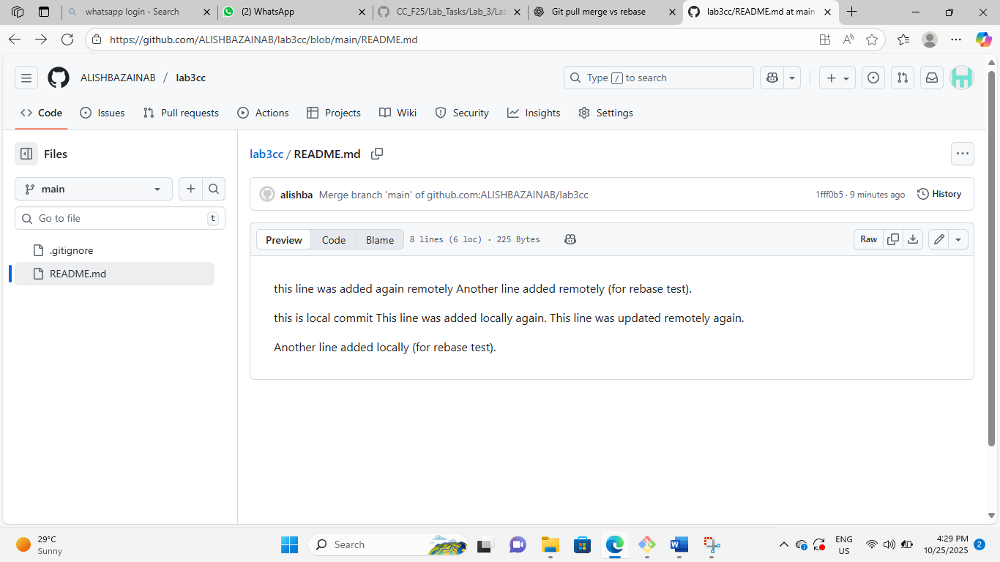 whatsapp login - Search
(2) WhatsApp
CC_F25/Lab_Tasks/Lab_3/Lab
Git pull merge vs rebase
lab3cc/README.md at main
https://github.com/ALISHBAZAINAB/lab3cc/blob/main/README.md
ALISHBAZAINAB / lab3cc
Type / to search
Code
Issues
Pull requests
Actions
Projects
Wiki
Security
Insights
Settings
Files
lab3cc / README.md
main
alishba Merge branch 'main' of github.com:ALISHBAZAINAB/lab3cc
1fff0b5 · 9 minutes ago
History
Go to file
t
.gitignore
README.md
Preview
Code
Blame
8 lines (6 loc) · 225 Bytes
Raw
this line was added again remotely Another line added remotely (for rebase test).
this is local commit This line was added locally again. This line was updated remotely again.
Another line added locally (for rebase test).
29°C
Sunny
Search
ENG
US
4:29 PM
10/25/2025
2